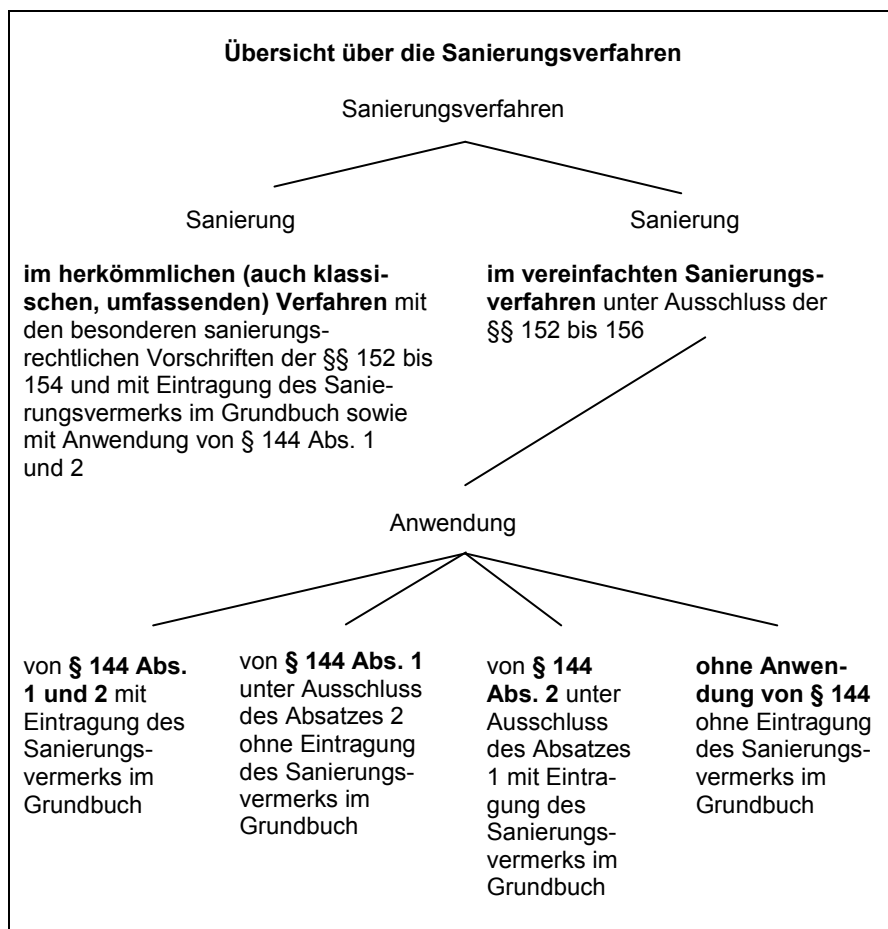 Übersicht über die Sanierungsverfahren
Sanierungsverfahren
Sanierung
im herkömmlichen (auch klassi-
schen, umfassenden) Verfahren mit
den besonderen sanierungs-
rechtlichen Vorschriften der §§ 152 bis
154 und mit Eintragung des Sanie-
rungsvermerks im Grundbuch sowie
mit Anwendung von § 144 Abs. 1
und 2
Sanierung
im vereinfachten Sanierungs-
verfahren unter Ausschluss der
§§ 152 bis 156
Anwendung
von § 144 Abs.
1 und 2 mit
Eintragung des
Sanierungs-
vermerks im
Grundbuch
von § 144 Abs. 1
unter Ausschluss
des Absatzes 2
ohne Eintragung
des Sanierungs-
vermerks im
Grundbuch
von § 144
Abs. 2 unter
Ausschluss
des Absatzes
1 mit Eintra-
gung des
Sanierungs-
vermerks im
Grundbuch
ohne Anwen-
dung von § 144
ohne Eintragung
des Sanierungs-
vermerks im
Grundbuch